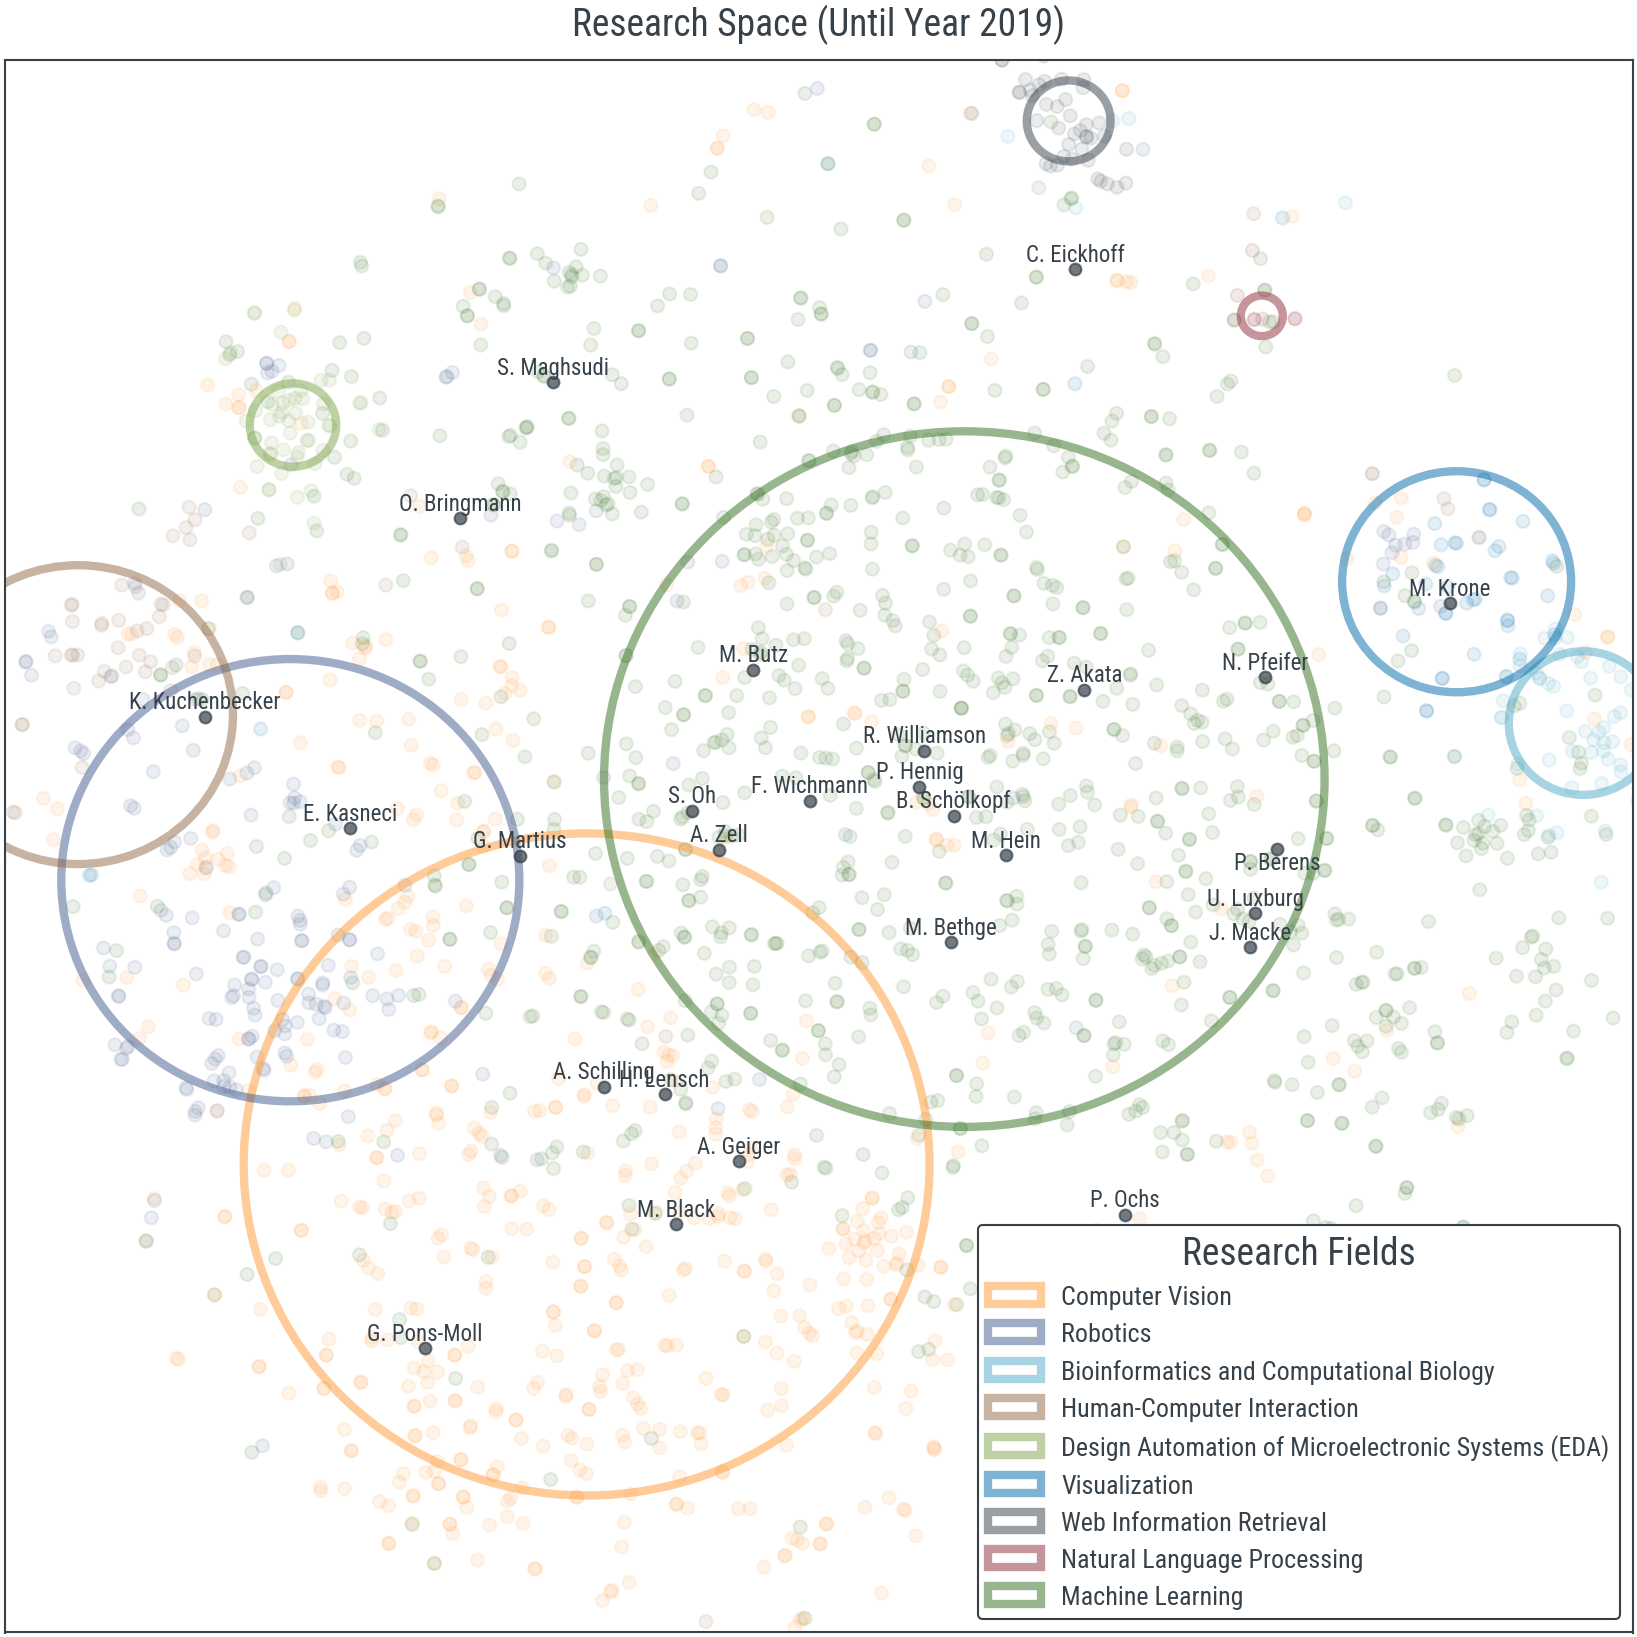 Research Space (Until Year 2019)
C. Eickhoff
S. Maghsudi
O. Bringmann
M. Krone
M. Butz
N. Pfeifer
Z. Akata
K. Kuchenbecker
R. Williamson
P. Hennig
F. Wichmann
S. Oh
B. Schölkopf
E. Kasneci
A. Zell
G. Martius
M. Hein
P. Berens
U. Luxburg
M. Bethge
J. Macke
A. Schilling
H. Lensch
A. Geiger
P. Ochs
M. Black
G. Pons-Moll
Research Fields
Computer Vision
Robotics
Bioinformatics and Computational Biology
Human-Computer Interaction
Design Automation of Microelectronic Systems (EDA)
Visualization
Web Information Retrieval
Natural Language Processing
Machine Learning